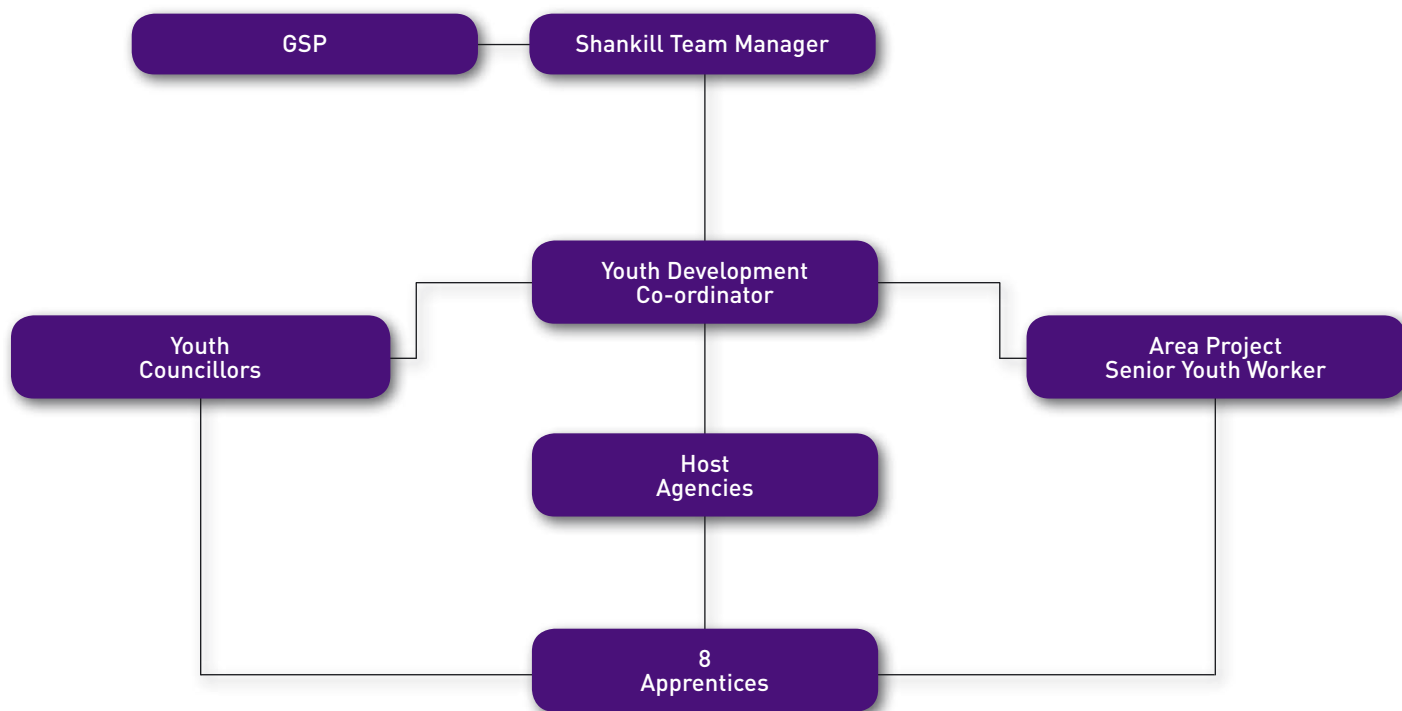 GSP
Shankill Team Manager
Youth Development
Co-ordinator
Youth
Councillors
Area Project
Senior Youth Worker
Host
Agencies
8
Apprentices